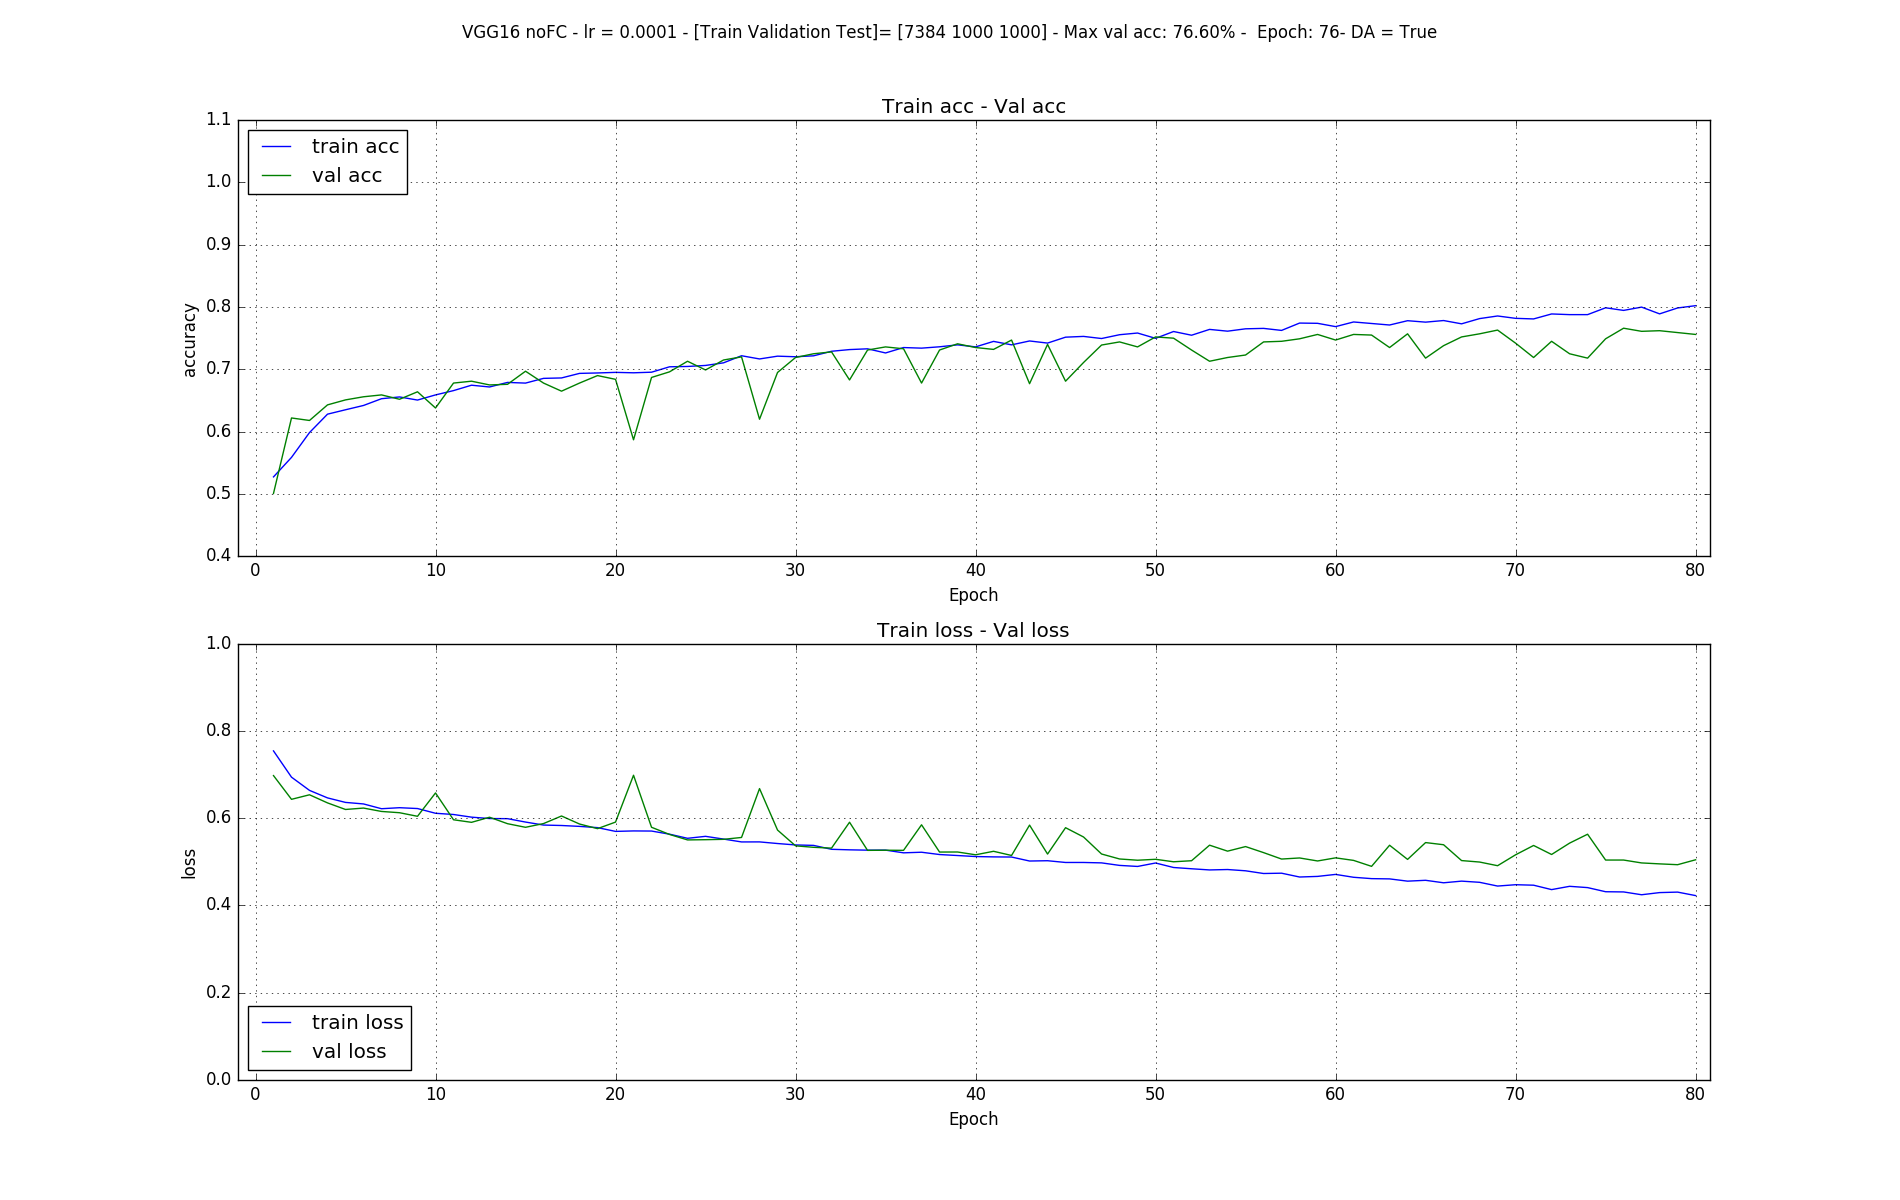 VGG16 noFC - lr = 0.0001 - [Train Validation Test]= [7384 1000 1000] - Max val acc: 76.60% -  Epoch: 76- DA = True
Train acc - Val acc
1.1
1.0
0.9
0.8
0.7
0.6
0.5
0.4
accuracy
train acc
val acc
0 10 20 30 40 50 60 70 80
Epoch
Train loss - Val loss
1.0
0.8
0.6
0.4
0.2
0.0
loss
train loss
val loss
0 10 20 30 40 50 60 70 80
Epoch